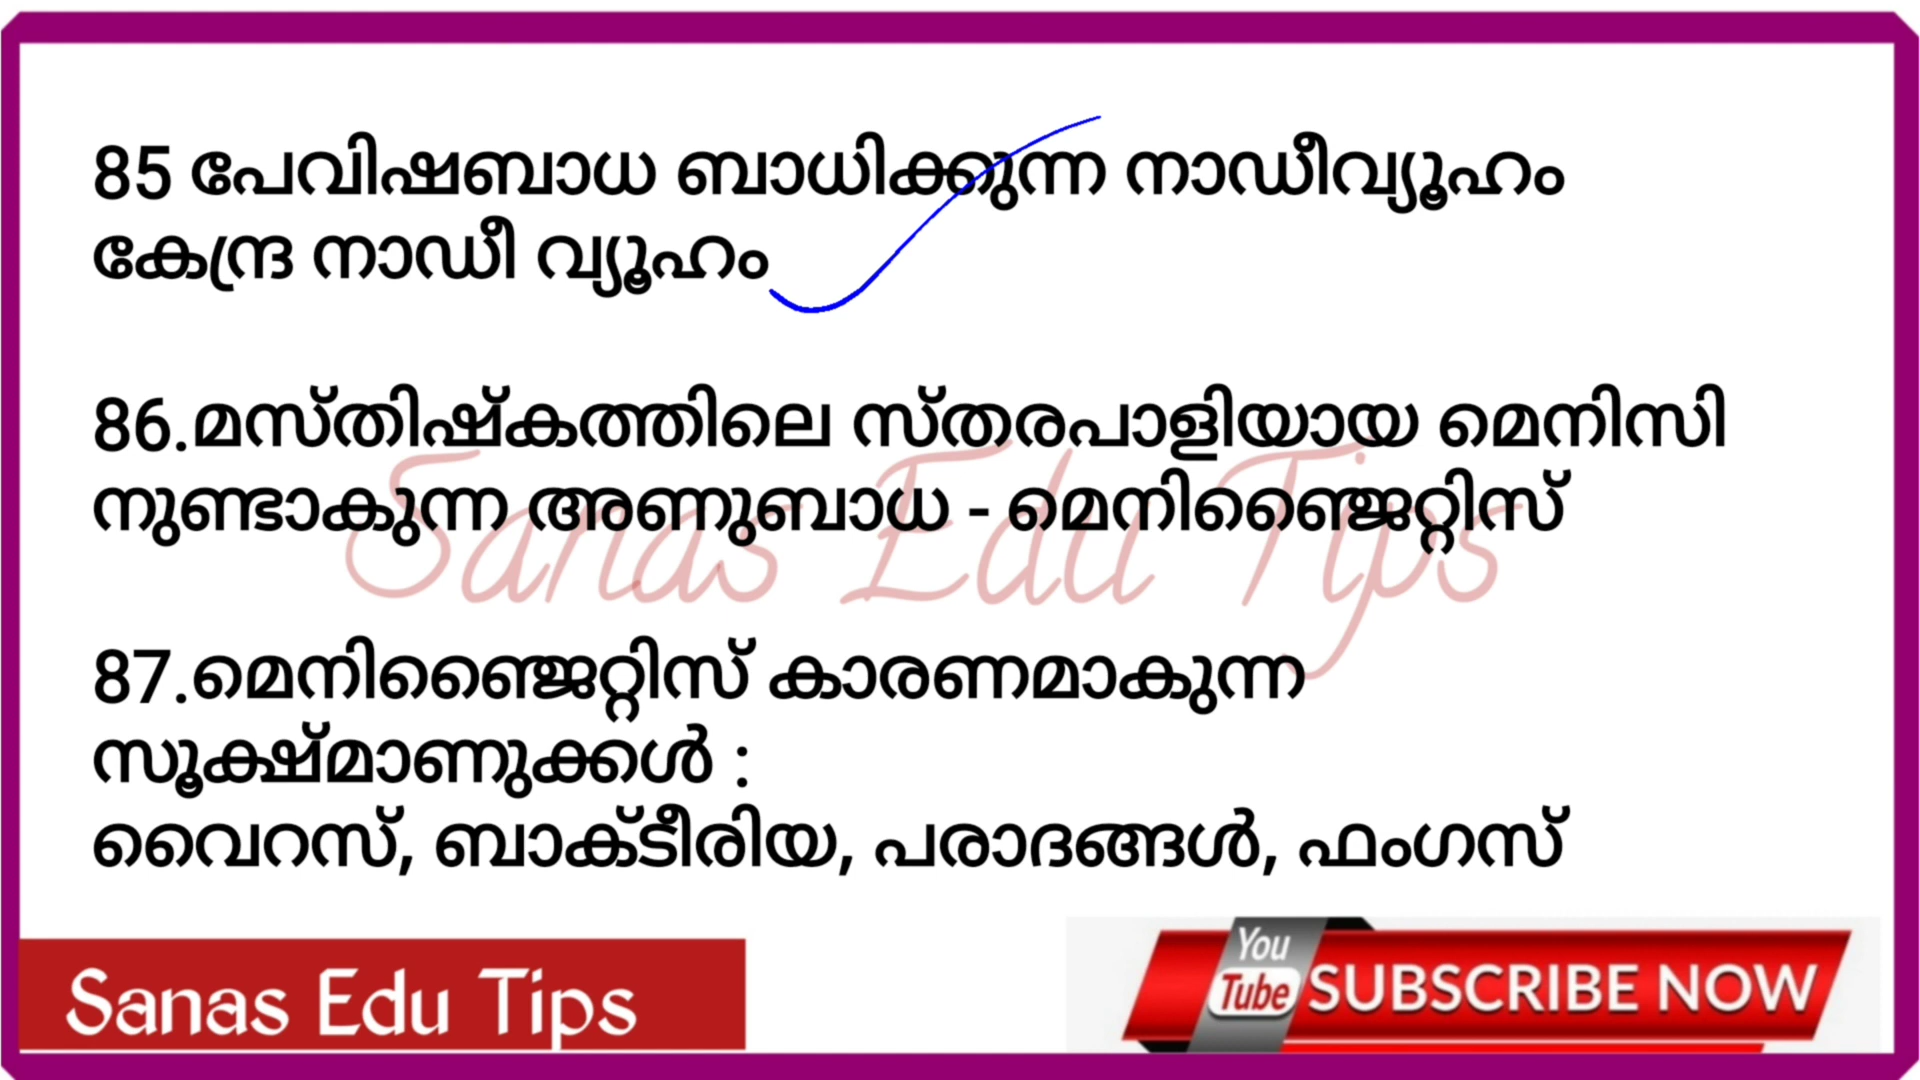 85 പേവിഷബാധ ബാധിക്കുന്ന നാഡീവ്യൂഹം
കേന്ദ്ര നാഡീ വ്യൂഹം
86.മസ്തിഷ്കത്തിലെ സ്തരപാളിയായ മെനിസി
നുണ്ടാകുന്ന അണുബാധ - മെനിഞ്ചൈറ്റിസ്
Sanas Edu Tips
87.മെനിഞ്ചൈറ്റിസ് കാരണമാകുന്ന
സൂക്ഷ്മാണുക്കൾ :
വൈറസ്, ബാക്ടീരിയ, പരാദങ്ങൾ, ഫംഗസ്
Sanas Edu Tips
You
Tube SUBSCRIBE NOW